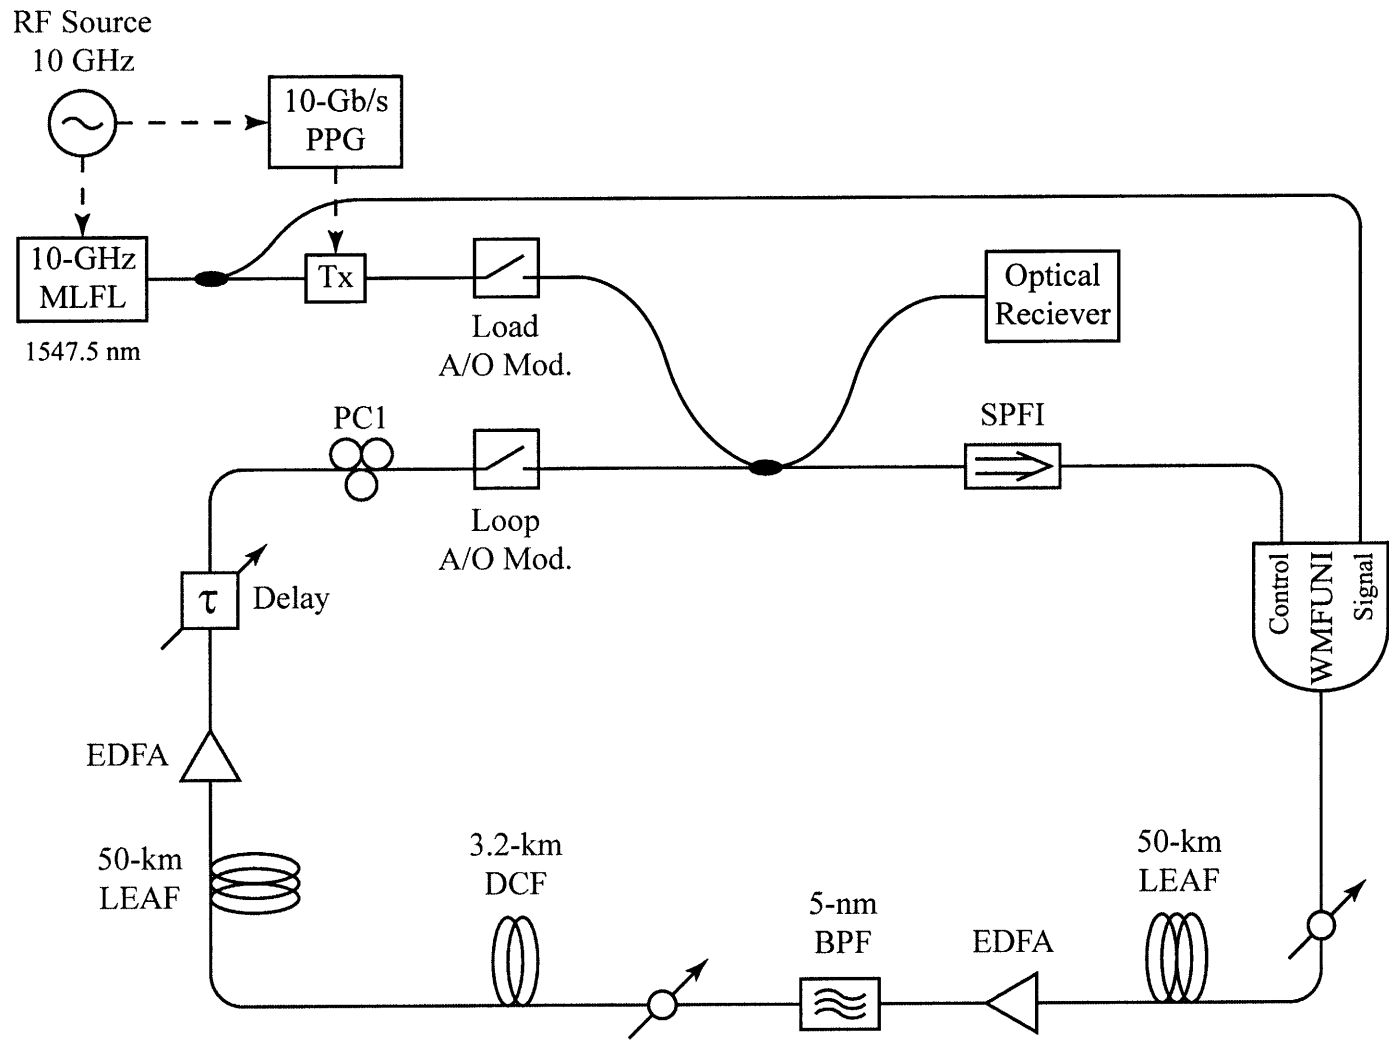 RF Source
10 GHz
10-Gb/s
PPG
10-GHz
MLFL
1547.5 nm
Tx
Load
A/O Mod.
Optical
Reciever
PC1
Loop
A/O Mod.
SPFI
Control
WMFUNI
Signal
τ
Delay
EDFA
50-km
LEAF
3.2-km
DCF
5-nm
BPF
EDFA
50-km
LEAF